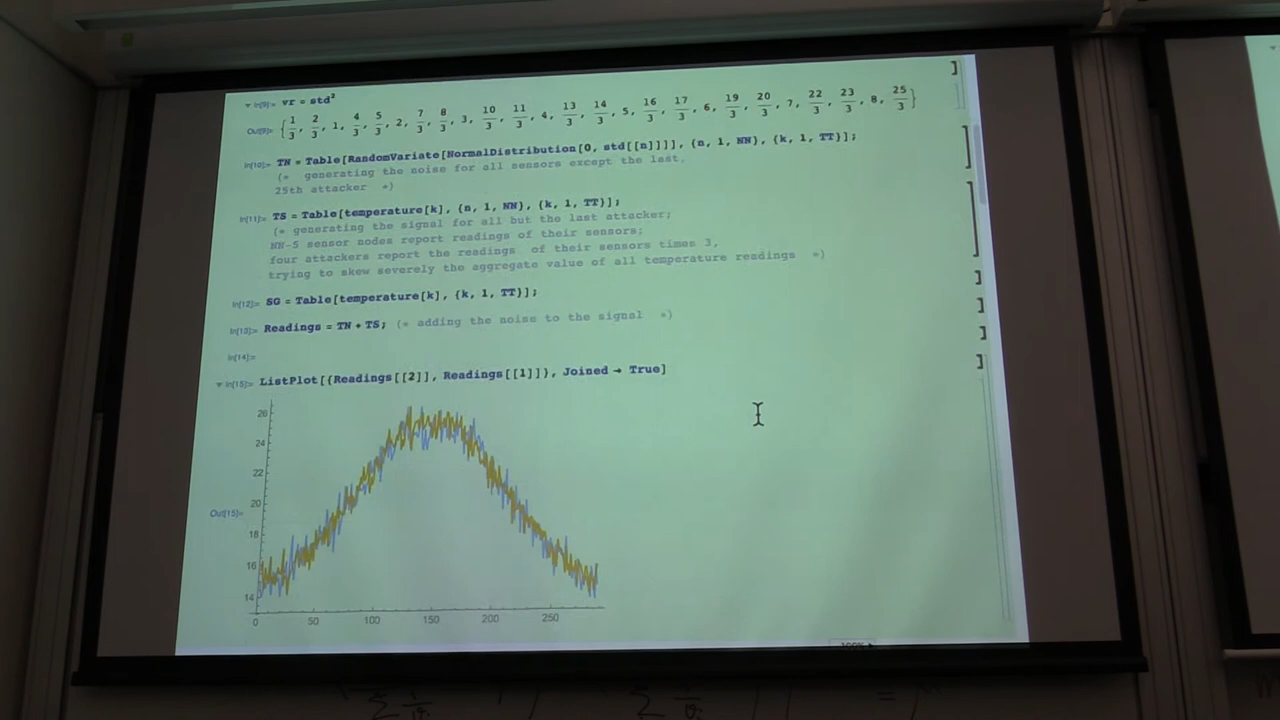 In[9]:= vr = std²
Out[9]= {1/3, 2/3, 1, 4/3, 5/3, 2, 7/3, 8/3, 3, 10/3, 11/3, 4, 13/3, 14/3, 5, 16/3, 17/3, 6, 19/3, 20/3, 7, 22/3, 23/3, 8, 25/3}
In[10]:= TN = Table[RandomVariate[NormalDistribution[0, std[[n]]]], {n, 1, NN}, {k, 1, TT}];
(* generating the noise for all sensors except the last,
25th attacker *)
In[11]:= TS = Table[temperature[k], {n, 1, NN}, {k, 1, TT}];
(* generating the signal for all but the last attacker;
NN-5 sensor nodes report readings of their sensors;
four attackers report the readings of their sensors times 3,
trying to skew severely the aggregate value of all temperature readings *)
In[12]:= SG = Table[temperature[k], {k, 1, TT}];
In[13]:= Readings = TN + TS; (* adding the noise to the signal *)
In[14]:=
In[15]:= ListPlot[{Readings[[2]], Readings[[1]]}, Joined → True]
26
24
22
20
Out[15]=
18
16
14
0 50 100 150 200 250
100%